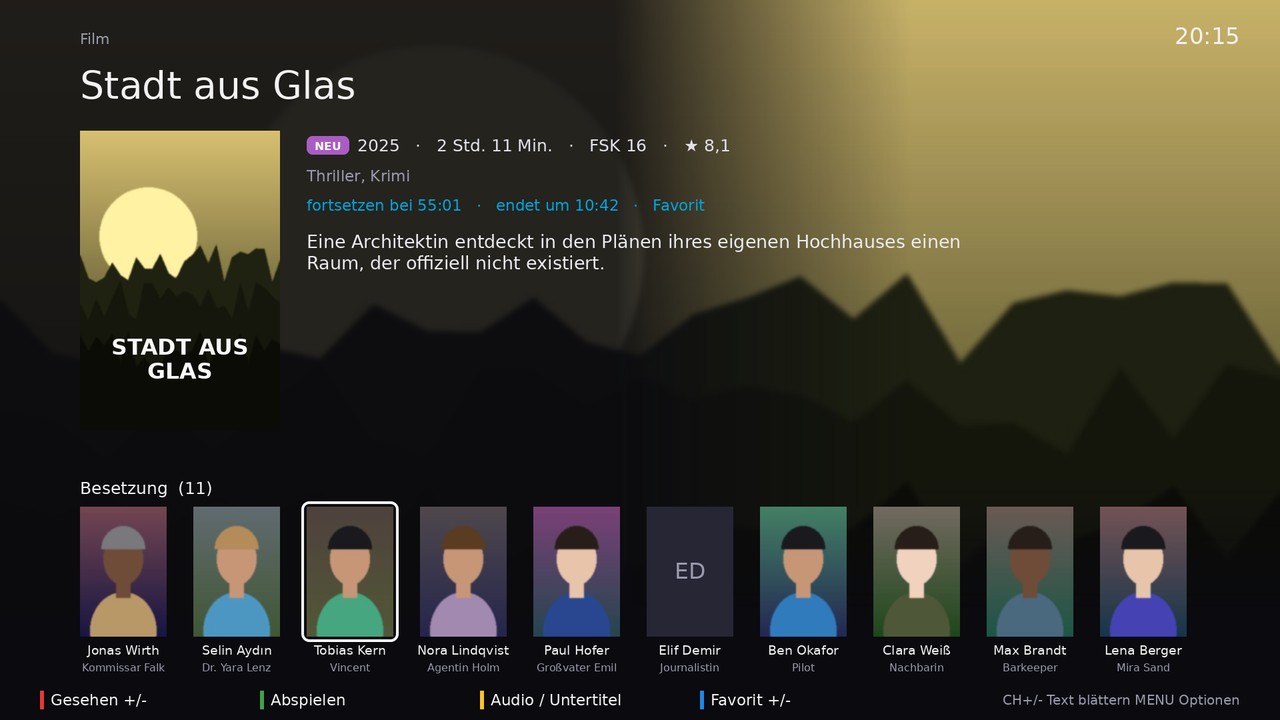 Film
20:15
Stadt aus Glas
NEU 2025 · 2 Std. 11 Min. · FSK 16 · ★ 8,1
Thriller, Krimi
fortsetzen bei 55:01 · endet um 10:42 · Favorit
Eine Architektin entdeckt in den Plänen ihres eigenen Hochhauses einen
Raum, der offiziell nicht existiert.
STADT AUS
GLAS
Besetzung (11)
ED
Jonas Wirth Selin Aydın Tobias Kern Nora Lindqvist Paul Hofer Elif Demir Ben Okafor Clara Weiß Max Brandt Lena Berger
Kommissar Falk Dr. Yara Lenz Vincent Agentin Holm Großvater Emil Journalistin Pilot Nachbarin Barkeeper Mira Sand
Gesehen +/- Abspielen Audio / Untertitel Favorit +/- CH+/- Text blättern MENU Optionen